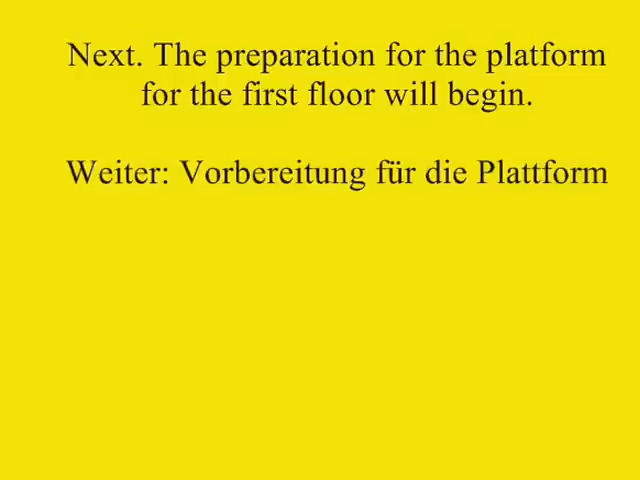 Next. The preparation for the platform
for the first floor will begin.
Weiter: Vorbereitung für die Plattform